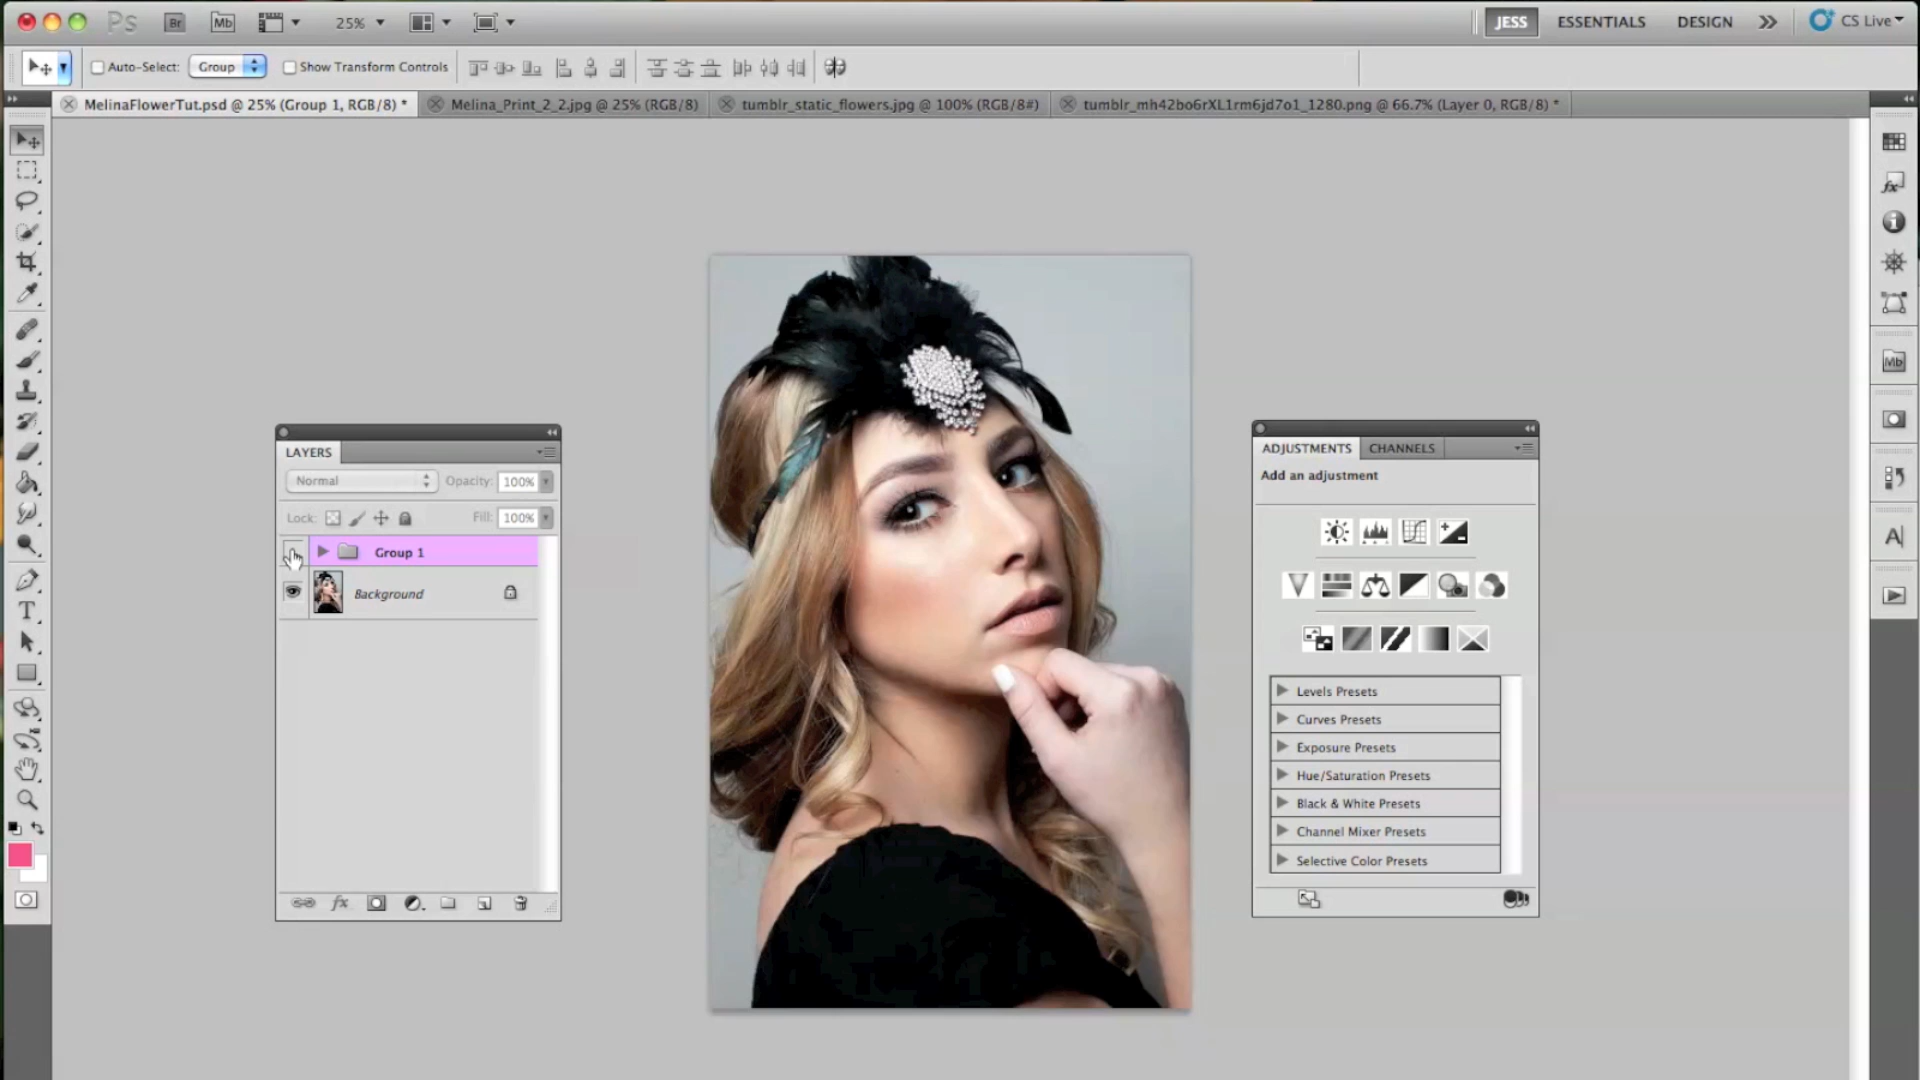 Ps Br Mb 25% JESS ESSENTIALS DESIGN CS Live
Auto-Select: Group Show Transform Controls
MelinaFlowerTut.psd @ 25% (Group 1, RGB/8) * Melina_Print_2_2.jpg @ 25% (RGB/8) tumblr_static_flowers.jpg @ 100% (RGB/8#) tumblr_mh42bo6rXL1rm6jd7o1_1280.png @ 66.7% (Layer 0, RGB/8) *
LAYERS
Normal Opacity: 100%
Lock: Fill: 100%
Group 1
Background
fx
ADJUSTMENTS CHANNELS
Add an adjustment
Levels Presets
Curves Presets
Exposure Presets
Hue/Saturation Presets
Black & White Presets
Channel Mixer Presets
Selective Color Presets
Mb